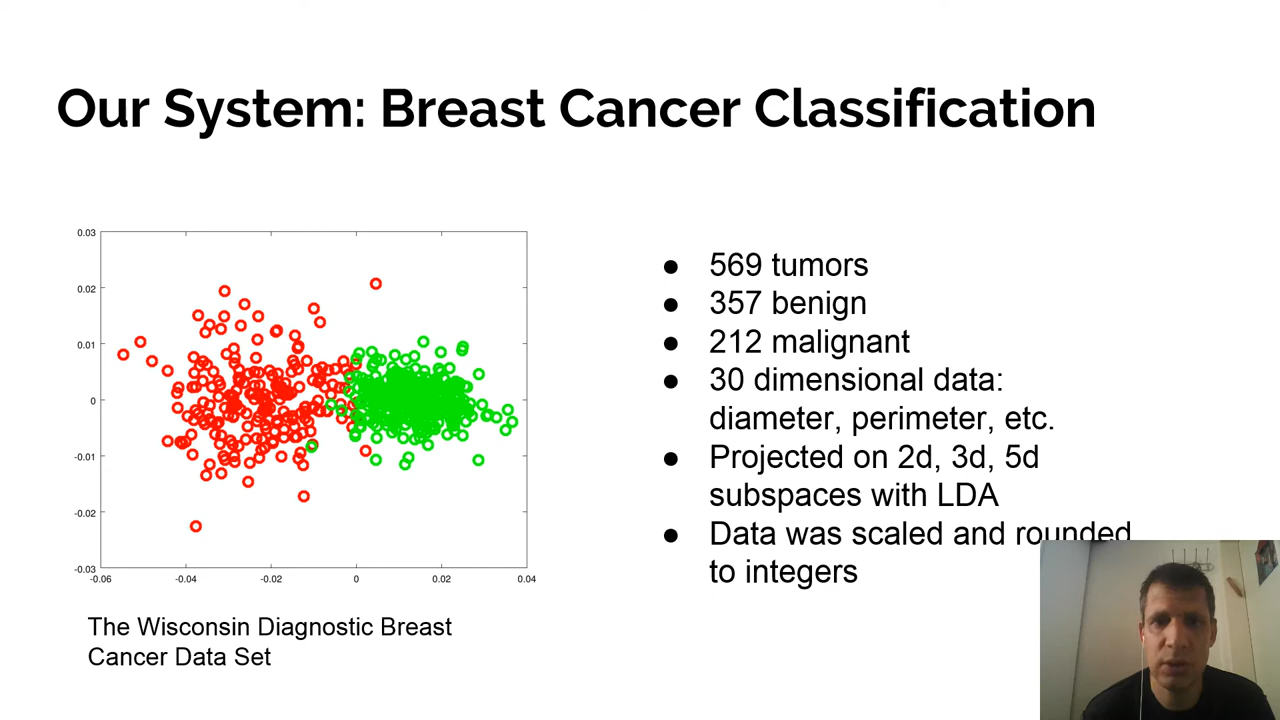 Our System: Breast Cancer Classification
0.03
0.02
0.01
0
-0.01
-0.02
-0.03
-0.06
-0.04
-0.02
0
0.02
0.04
The Wisconsin Diagnostic Breast
Cancer Data Set
● 569 tumors
● 357 benign
● 212 malignant
● 30 dimensional data:
diameter, perimeter, etc.
● Projected on 2d, 3d, 5d
subspaces with LDA
● Data was scaled and rounded
to integers